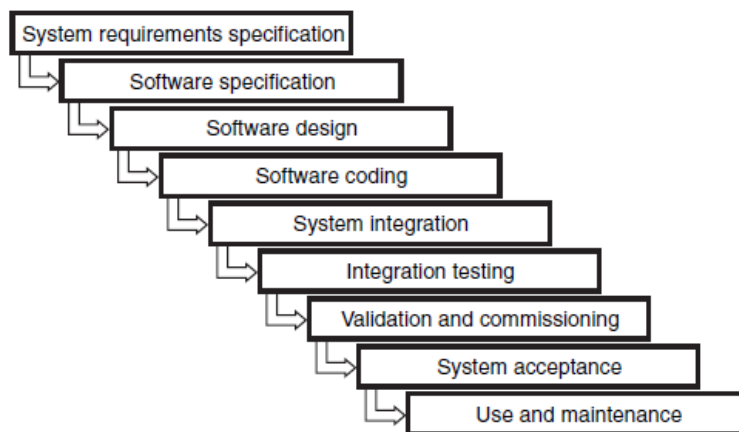 System requirements specification
Software specification
Software design
Software coding
System integration
Integration testing
Validation and commissioning
System acceptance
Use and maintenance